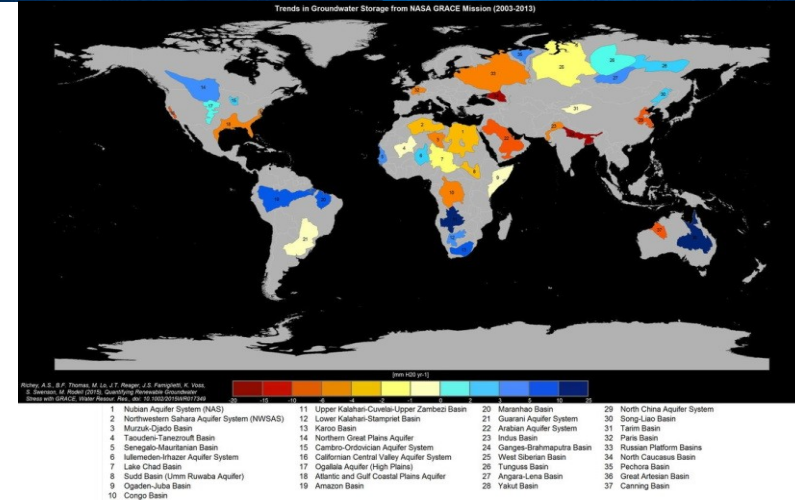 Trends in Groundwater Storage from NASA GRACE Mission (2003-2013)
[mm H20 yr-1]
Richey, A.S., B.F. Thomas, M. Lo, J.T. Reager, J.S. Famiglietti, K. Voss,
S. Swenson, M. Rodell (2015), Quantifying Renewable Groundwater
Stress with GRACE, Water Resour. Res., doi: 10.1002/2015WR017349
-20 -15 -10 -6 -4 -2 -1 0 2 3 5 10 25
1 Nubian Aquifer System (NAS)
2 Northwestern Sahara Aquifer System (NWSAS)
3 Murzuk-Djado Basin
4 Taoudeni-Tanezrouft Basin
5 Senegalo-Mauritanian Basin
6 Iullemeden-Irhazer Aquifer System
7 Lake Chad Basin
8 Sudd Basin (Umm Ruwaba Aquifer)
9 Ogaden-Juba Basin
10 Congo Basin
11 Upper Kalahari-Cuvelai-Upper Zambezi Basin
12 Lower Kalahari-Stampriet Basin
13 Karoo Basin
14 Northern Great Plains Aquifer
15 Cambro-Ordovician Aquifer System
16 Californian Central Valley Aquifer System
17 Ogallala Aquifer (High Plains)
18 Atlantic and Gulf Coastal Plains Aquifer
19 Amazon Basin
20 Maranhao Basin
21 Guarani Aquifer System
22 Arabian Aquifer System
23 Indus Basin
24 Ganges-Brahmaputra Basin
25 West Siberian Basin
26 Tunguss Basin
27 Angara-Lena Basin
28 Yakut Basin
29 North China Aquifer System
30 Song-Liao Basin
31 Tarim Basin
32 Paris Basin
33 Russian Platform Basins
34 North Caucasus Basin
35 Pechora Basin
36 Great Artesian Basin
37 Canning Basin